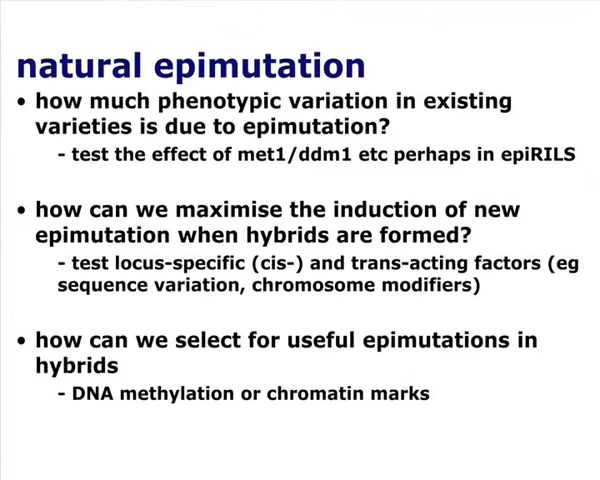 natural epimutation
• how much phenotypic variation in existing
varieties is due to epimutation?
- test the effect of met1/ddm1 etc perhaps in epiRILS
• how can we maximise the induction of new
epimutation when hybrids are formed?
- test locus-specific (cis-) and trans-acting factors (eg
sequence variation, chromosome modifiers)
• how can we select for useful epimutations in
hybrids
- DNA methylation or chromatin marks